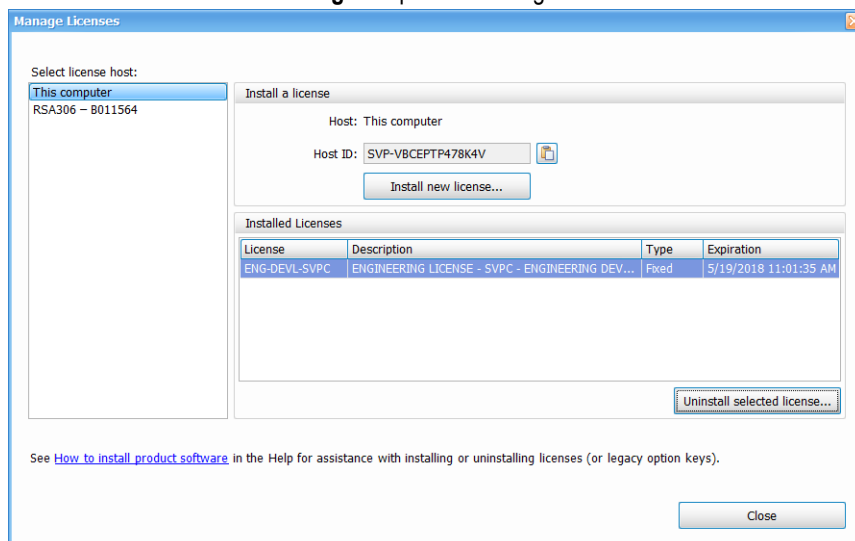 Manage Licenses
Select license host:
This computer
RSA306 – B011564
Install a license
Host: This computer
Host ID: SVP-VBCEPTP478K4V
Install new license...
Installed Licenses
License Description Type Expiration
ENG-DEVL-SVPC ENGINEERING LICENSE - SVPC - ENGINEERING DEV... Fixed 5/19/2018 11:01:35 AM
Uninstall selected license...
See How to install product software in the Help for assistance with installing or uninstalling licenses (or legacy option keys).
Close